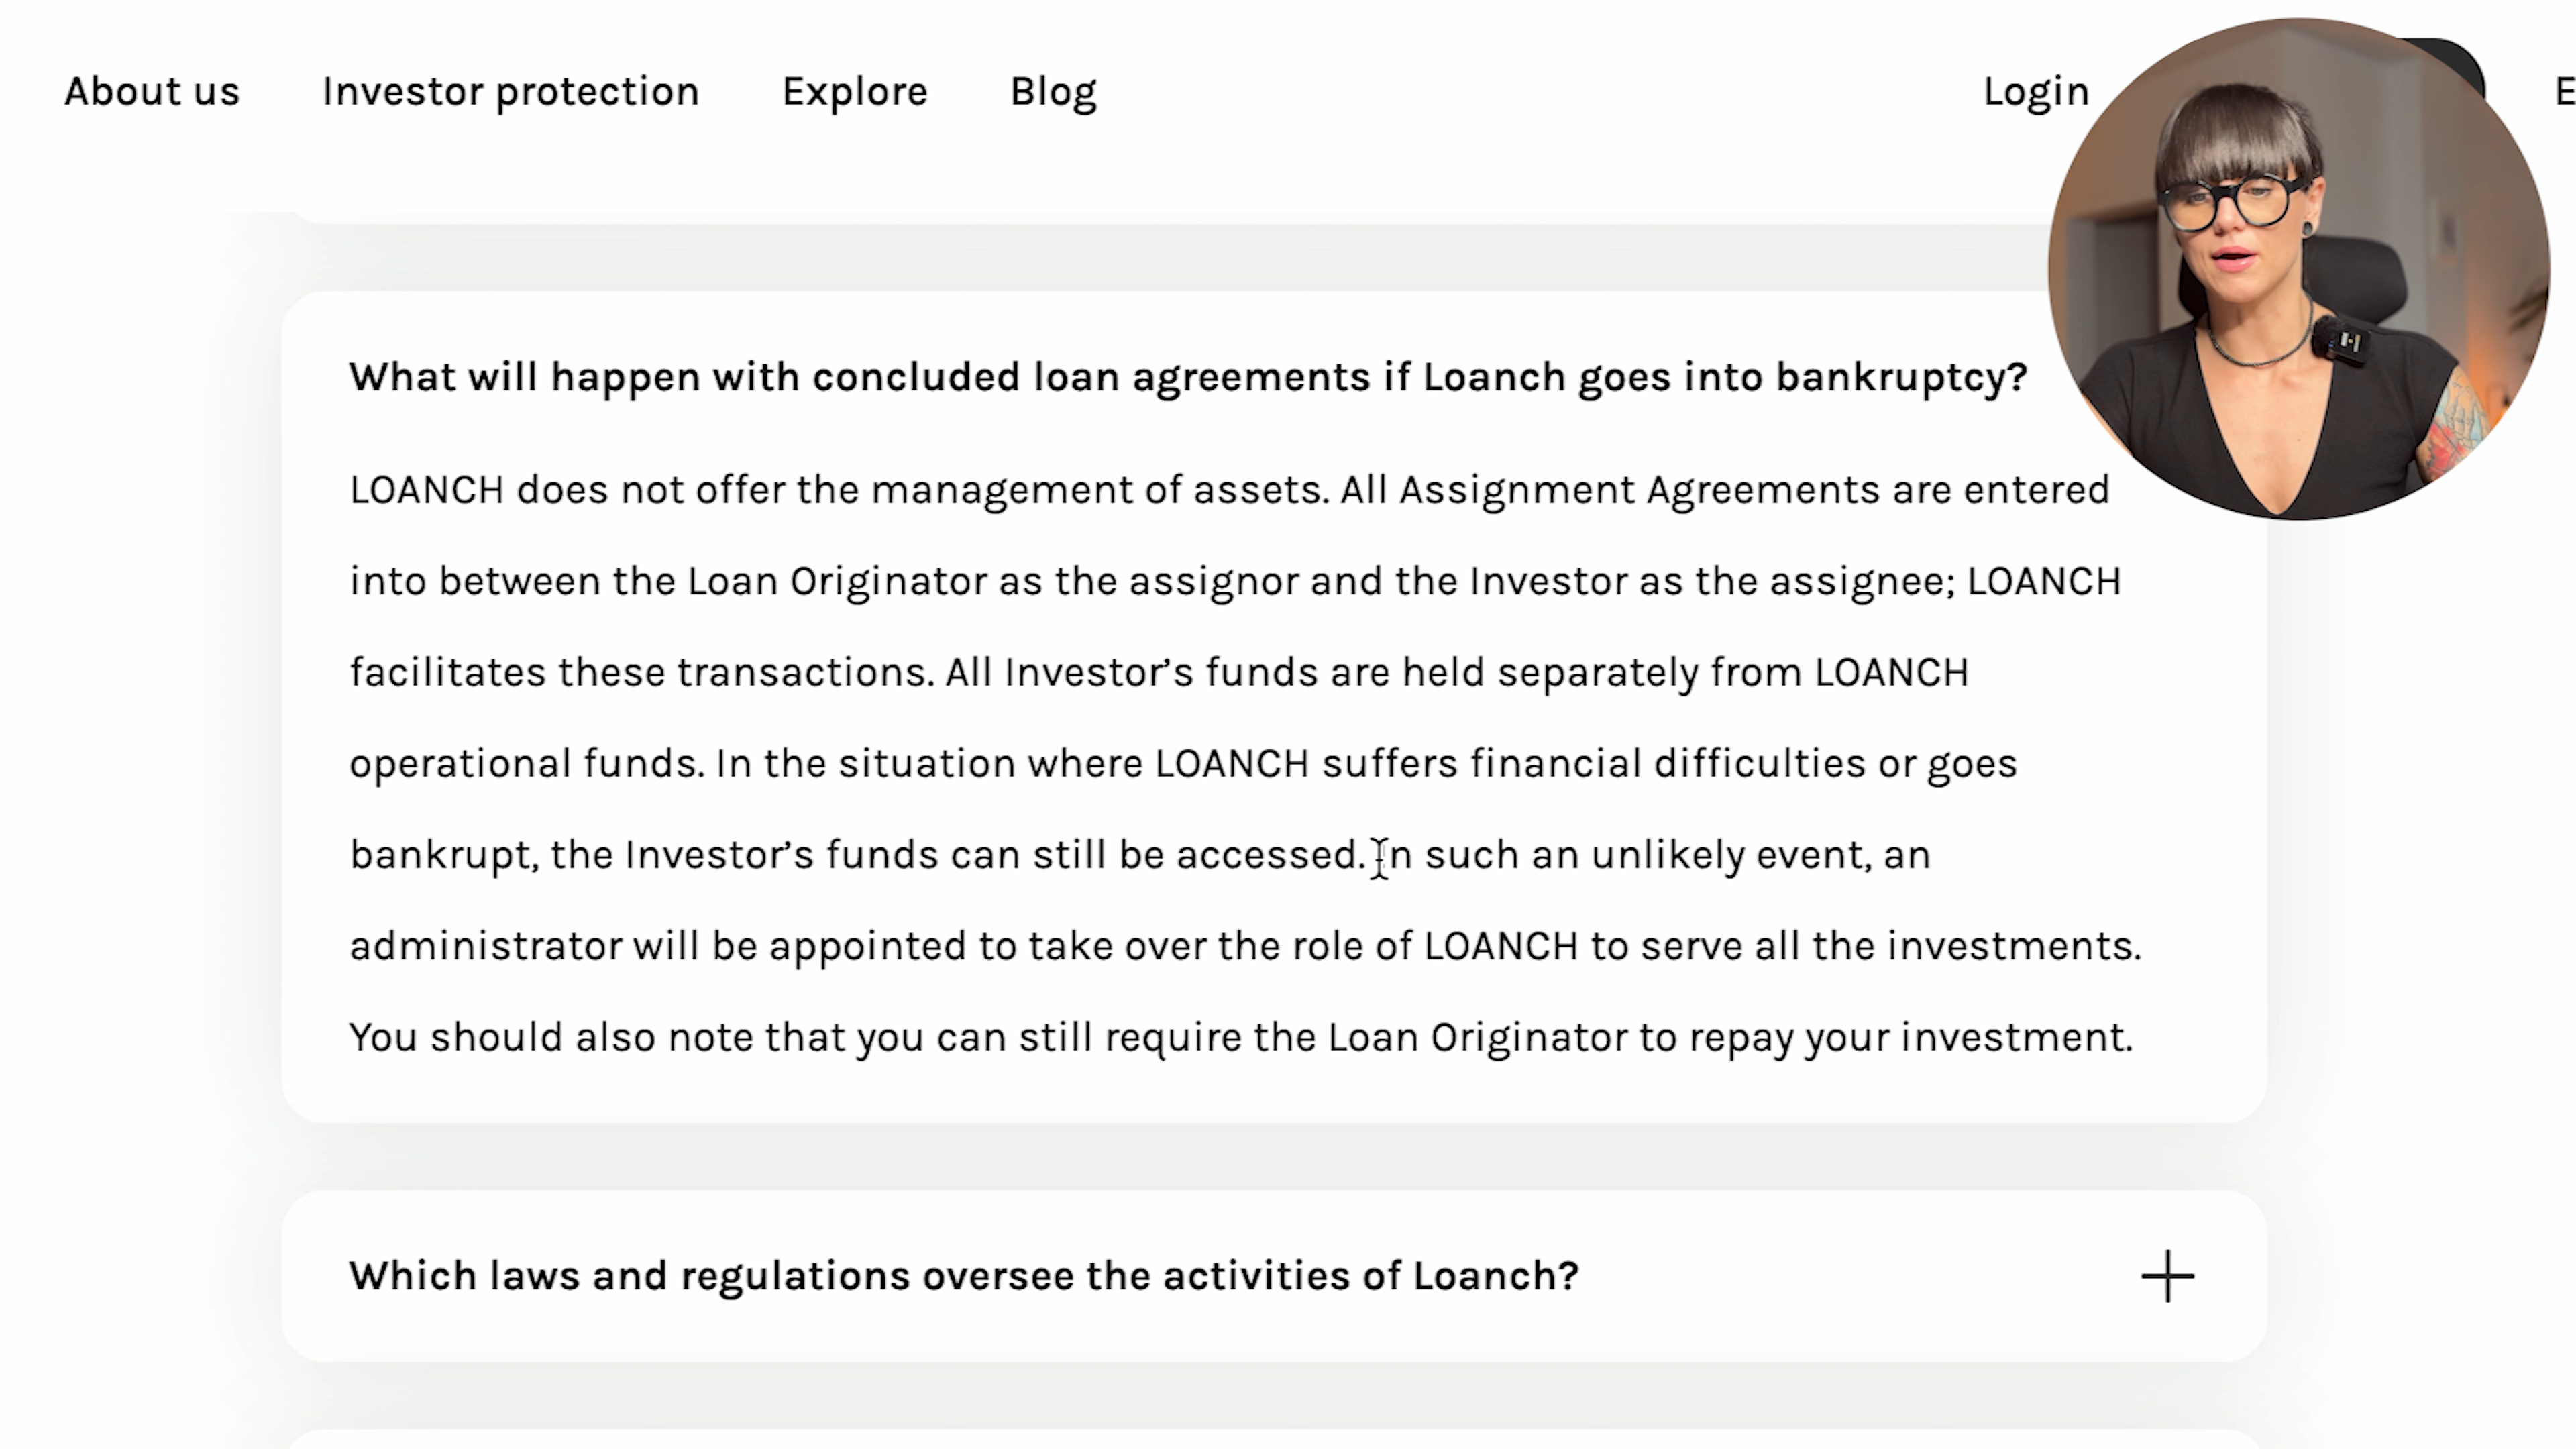 About us Investor protection Explore Blog Login E
What will happen with concluded loan agreements if Loanch goes into bankruptcy?
LOANCH does not offer the management of assets. All Assignment Agreements are entered
into between the Loan Originator as the assignor and the Investor as the assignee; LOANCH
facilitates these transactions. All Investor’s funds are held separately from LOANCH
operational funds. In the situation where LOANCH suffers financial difficulties or goes
bankrupt, the Investor’s funds can still be accessed. In such an unlikely event, an
administrator will be appointed to take over the role of LOANCH to serve all the investments.
You should also note that you can still require the Loan Originator to repay your investment.
Which laws and regulations oversee the activities of Loanch?